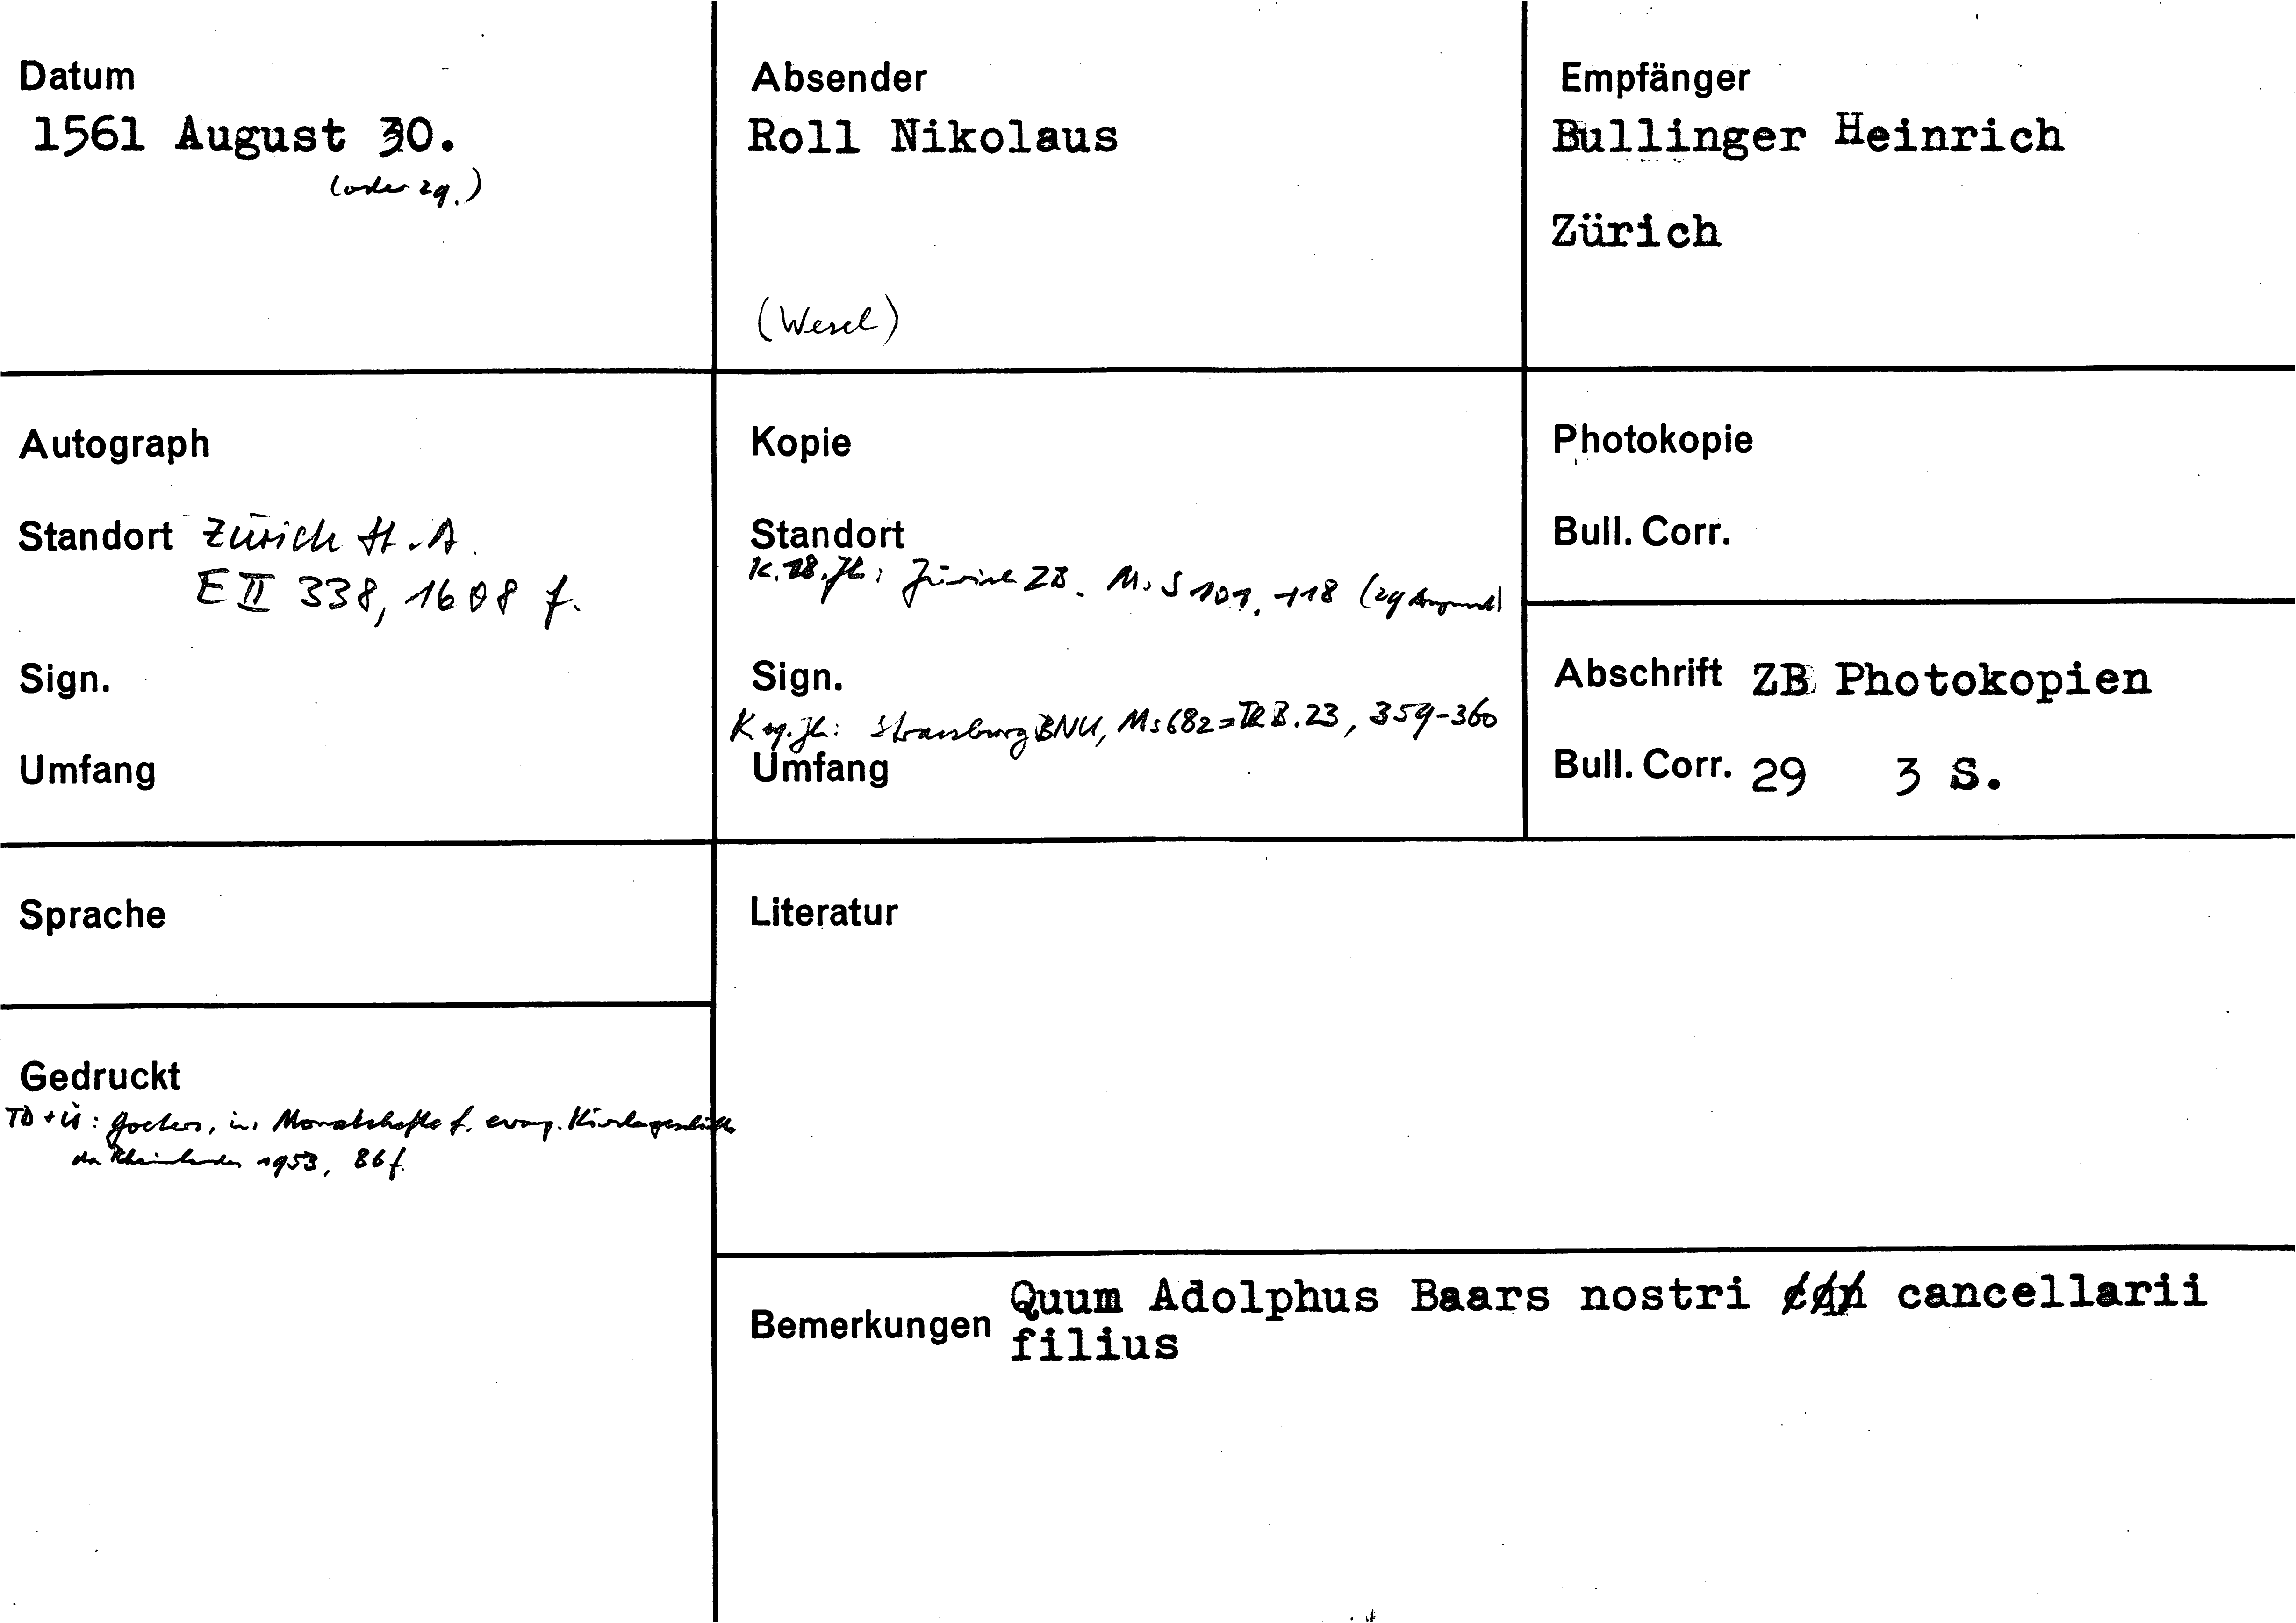 Datum
1561 August 30.
(oder 29.)
Absender
Roll Nikolaus
(Wesel)
Empfänger
Bullinger Heinrich
Zürich
Autograph
Standort Zürich St.A.
E II 338, 1608 f.
Sign.
Umfang
Kopie
Standort
K. 18. Jh: Zürich ZB. Ms S 101, 118 (29 August)
Sign.
K 19. Jh: Strassburg BNU, Ms 682 = TB. 23, 359-360
Umfang
Photokopie
Bull. Corr.
Abschrift ZB Photokopien
Bull. Corr. 29 3 S.
Sprache
Gedruckt
TD + Ü: Goeters, in: Monatshefte f. evang. Kirchengeschichte
des Rheinlandes 1953, 86 f.
Literatur
Bemerkungen Quum Adolphus Baars nostri can cancellarii
filius